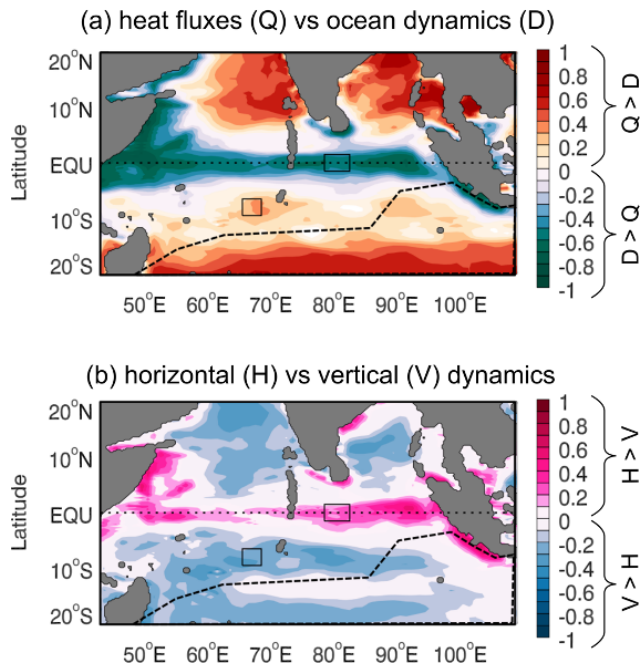 (a) heat fluxes (Q) vs ocean dynamics (D)
20°N
10°N
EQU
10°S
20°S
Latitude
50°E 60°E 70°E 80°E 90°E 100°E
1
0.8
0.6
0.4
0.2
0
-0.2
-0.4
-0.6
-0.8
-1
Q > D
D > Q
(b) horizontal (H) vs vertical (V) dynamics
20°N
10°N
EQU
10°S
20°S
Latitude
50°E 60°E 70°E 80°E 90°E 100°E
1
0.8
0.6
0.4
0.2
0
-0.2
-0.4
-0.6
-0.8
-1
H > V
V > H